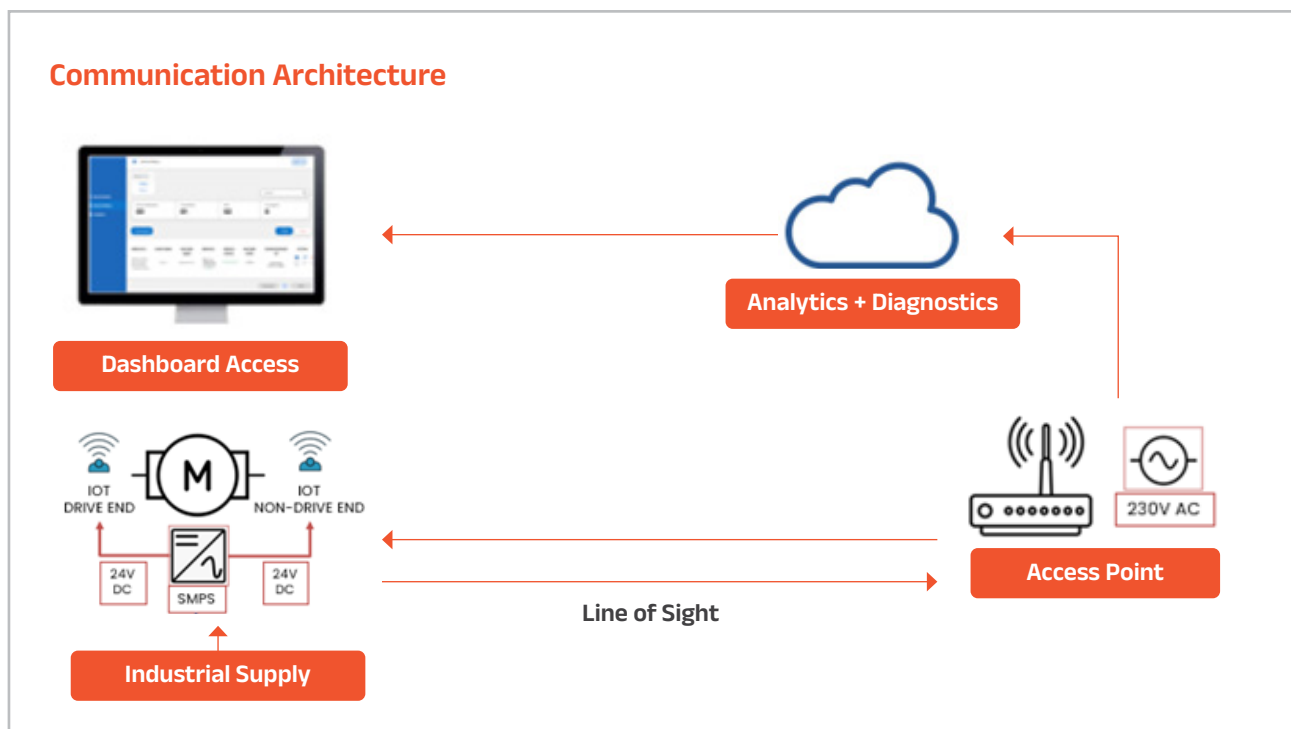 Communication Architecture
Analytics + Diagnostics
Dashboard Access
M
IOT
DRIVE END
IOT
NON-DRIVE END
24V
DC
SMPS
24V
DC
230V AC
Access Point
Line of Sight
Industrial Supply